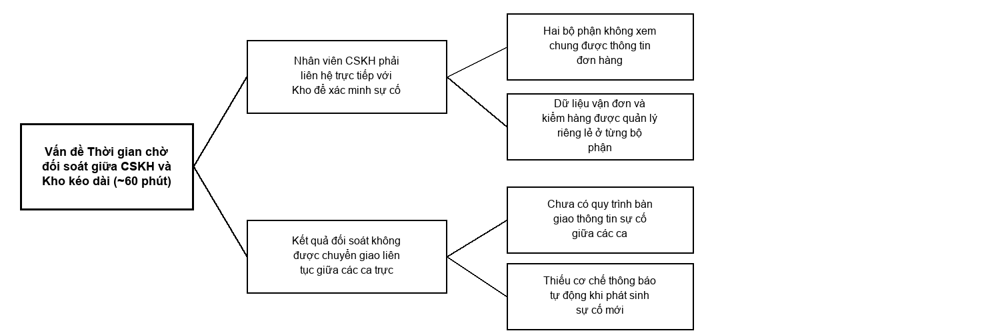 Vấn đề Thời gian chờ
đối soát giữa CSKH và
Kho kéo dài (~60 phút)
Nhân viên CSKH phải
liên hệ trực tiếp với
Kho để xác minh sự cố
Hai bộ phận không xem
chung được thông tin
đơn hàng
Dữ liệu vận đơn và
kiểm hàng được quản lý
riêng lẻ ở từng bộ
phận
Kết quả đối soát không
được chuyển giao liên
tục giữa các ca trực
Chưa có quy trình bàn
giao thông tin sự cố
giữa các ca
Thiếu cơ chế thông báo
tự động khi phát sinh
sự cố mới